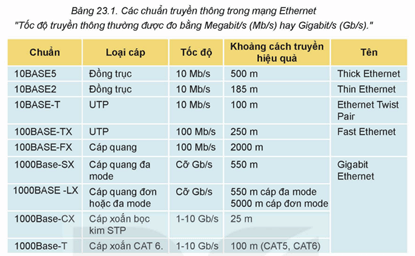 Bảng 23.1. Các chuẩn truyền thông trong mạng Ethernet
"Tốc độ truyền thông thường được đo bằng Megabit/s (Mb/s) hay Gigabit/s (Gb/s)."
Chuẩn Loại cáp Tốc độ Khoảng cách truyền hiệu quả Tên
10BASE5 Đồng trục 10 Mb/s 500 m Thick Ethernet
10BASE2 Đồng trục 10 Mb/s 185 m Thin Ethernet
10BASE-T UTP 10 Mb/s 100 m Ethernet Twist Pair
100BASE-TX UTP 100 Mb/s 250 m Fast Ethernet
100BASE-FX Cáp quang 100 Mb/s 2000 m
1000Base-SX Cáp quang đa mode Cỡ Gb/s 550 m Gigabit Ethernet
1000BASE -LX Cáp quang đơn hoặc đa mode Cỡ Gb/s 550 m cáp đa mode 5000 m cáp đơn mode
1000Base-CX Cáp xoắn bọc kim STP 1-10 Gb/s 25 m
1000Base-T Cáp xoắn CAT 6. 1-10 Gb/s 100 m (CAT5, CAT6)